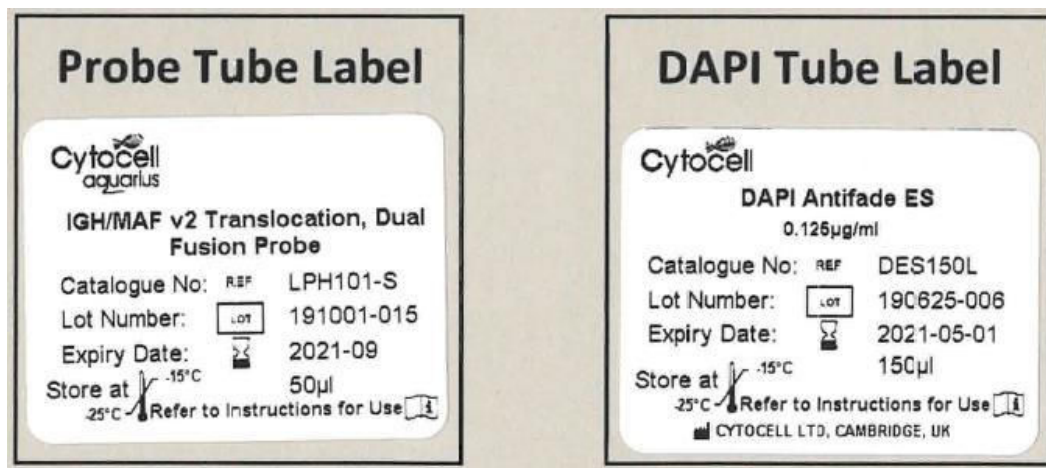 Probe Tube Label
Cytocell
aquarius
IGH/MAF v2 Translocation, Dual
Fusion Probe
Catalogue No: REF LPH101-S
Lot Number: LOT 191001-015
Expiry Date: 2021-09
50µl
Store at -15°C
-25°C Refer to Instructions for Use i
DAPI Tube Label
Cytocell
DAPI Antifade ES
0.125µg/ml
Catalogue No: REF DES150L
Lot Number: LOT 190625-006
Expiry Date: 2021-05-01
150µl
Store at -15°C
-25°C Refer to Instructions for Use i
CYTOCELL LTD, CAMBRIDGE, UK